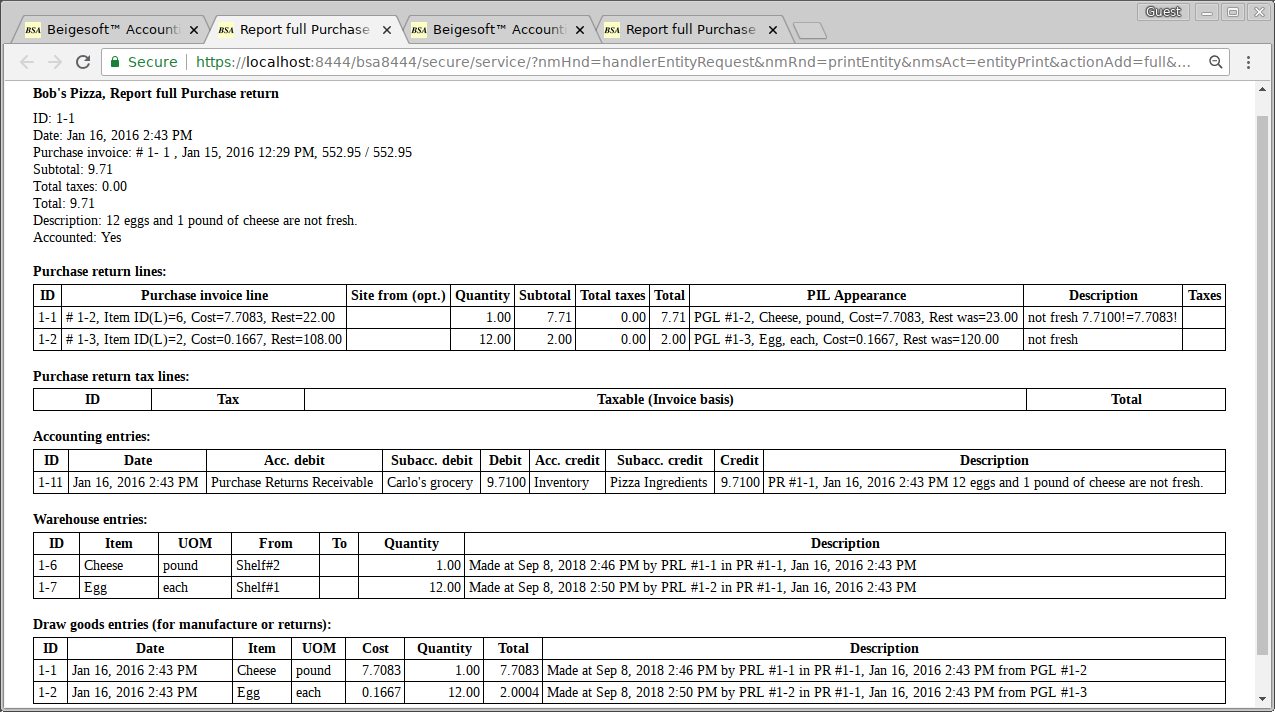 Guest
BSA Beigesoft™ Account
BSA Report full Purchase
BSA Beigesoft™ Account
BSA Report full Purchase
Secure https://localhost:8444/bsa8444/secure/service/?nmHnd=handlerEntityRequest&nmRnd=printEntity&nmsAct=entityPrint&actionAdd=full&...
Bob's Pizza, Report full Purchase return
ID: 1-1
Date: Jan 16, 2016 2:43 PM
Purchase invoice: # 1- 1 , Jan 15, 2016 12:29 PM, 552.95 / 552.95
Subtotal: 9.71
Total taxes: 0.00
Total: 9.71
Description: 12 eggs and 1 pound of cheese are not fresh.
Accounted: Yes
Purchase return lines:
ID Purchase invoice line Site from (opt.) Quantity Subtotal Total taxes Total PIL Appearance Description Taxes
1-1 # 1-2, Item ID(L)=6, Cost=7.7083, Rest=22.00 1.00 7.71 0.00 7.71 PGL #1-2, Cheese, pound, Cost=7.7083, Rest was=23.00 not fresh 7.7100!=7.7083!
1-2 # 1-3, Item ID(L)=2, Cost=0.1667, Rest=108.00 12.00 2.00 0.00 2.00 PGL #1-3, Egg, each, Cost=0.1667, Rest was=120.00 not fresh
Purchase return tax lines:
ID Tax Taxable (Invoice basis) Total
Accounting entries:
ID Date Acc. debit Subacc. debit Debit Acc. credit Subacc. credit Credit Description
1-11 Jan 16, 2016 2:43 PM Purchase Returns Receivable Carlo's grocery 9.7100 Inventory Pizza Ingredients 9.7100 PR #1-1, Jan 16, 2016 2:43 PM 12 eggs and 1 pound of cheese are not fresh.
Warehouse entries:
ID Item UOM From To Quantity Description
1-6 Cheese pound Shelf#2 1.00 Made at Sep 8, 2018 2:46 PM by PRL #1-1 in PR #1-1, Jan 16, 2016 2:43 PM
1-7 Egg each Shelf#1 12.00 Made at Sep 8, 2018 2:50 PM by PRL #1-2 in PR #1-1, Jan 16, 2016 2:43 PM
Draw goods entries (for manufacture or returns):
ID Date Item UOM Cost Quantity Total Description
1-1 Jan 16, 2016 2:43 PM Cheese pound 7.7083 1.00 7.7083 Made at Sep 8, 2018 2:46 PM by PRL #1-1 in PR #1-1, Jan 16, 2016 2:43 PM from PGL #1-2
1-2 Jan 16, 2016 2:43 PM Egg each 0.1667 12.00 2.0004 Made at Sep 8, 2018 2:50 PM by PRL #1-2 in PR #1-1, Jan 16, 2016 2:43 PM from PGL #1-3